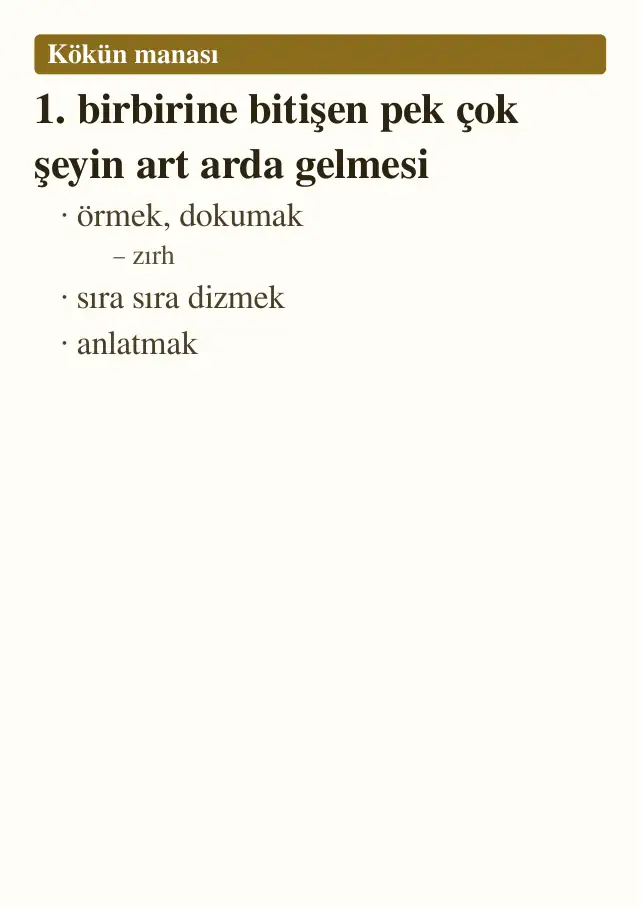 Kökün manası
1. birbirine bitişen pek çok
şeyin art arda gelmesi
· örmek, dokumak
– zırh
· sıra sıra dizmek
· anlatmak